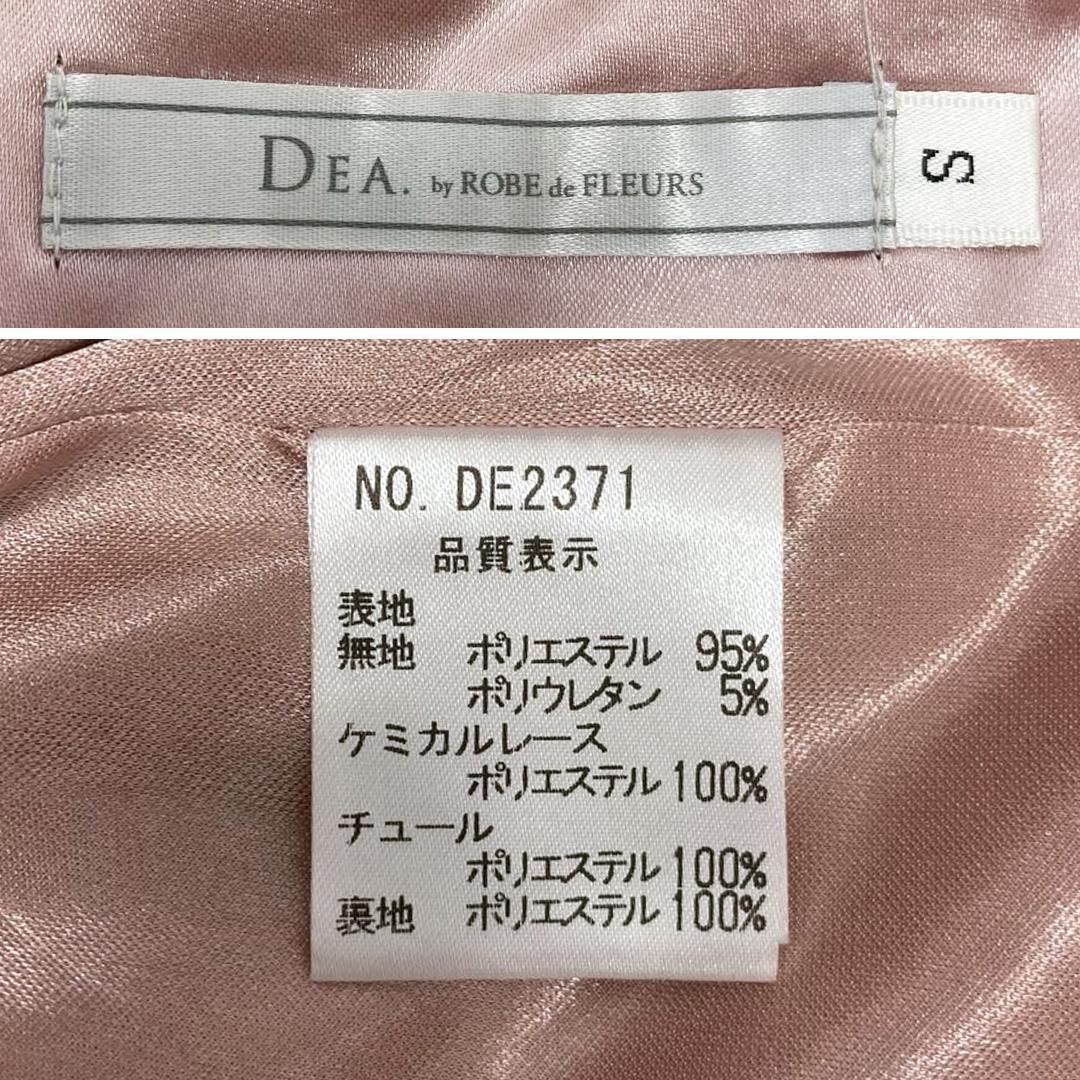 DEA. by ROBE de FLEURS
S
NO. DE2371
品質表示
表地
無地 ポリエステル 95%
ポリウレタン 5%
ケミカルレース
ポリエステル 100%
チュール
ポリエステル 100%
裏地 ポリエステル 100%